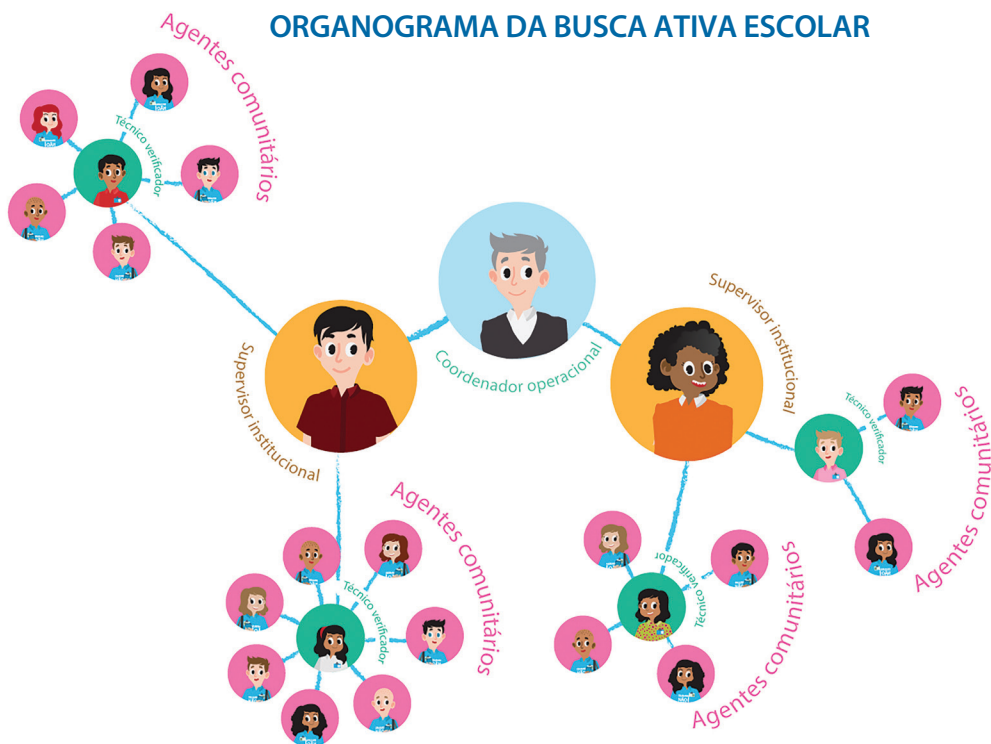 ORGANOGRAMA DA BUSCA ATIVA ESCOLAR
Agentes comunitários
Técnico verificador
Coordenador operacional
Supervisor institucional
Supervisor institucional
Técnico verificador
Agentes comunitários
Agentes comunitários
Técnico verificador
Técnico verificador
Agentes comunitários